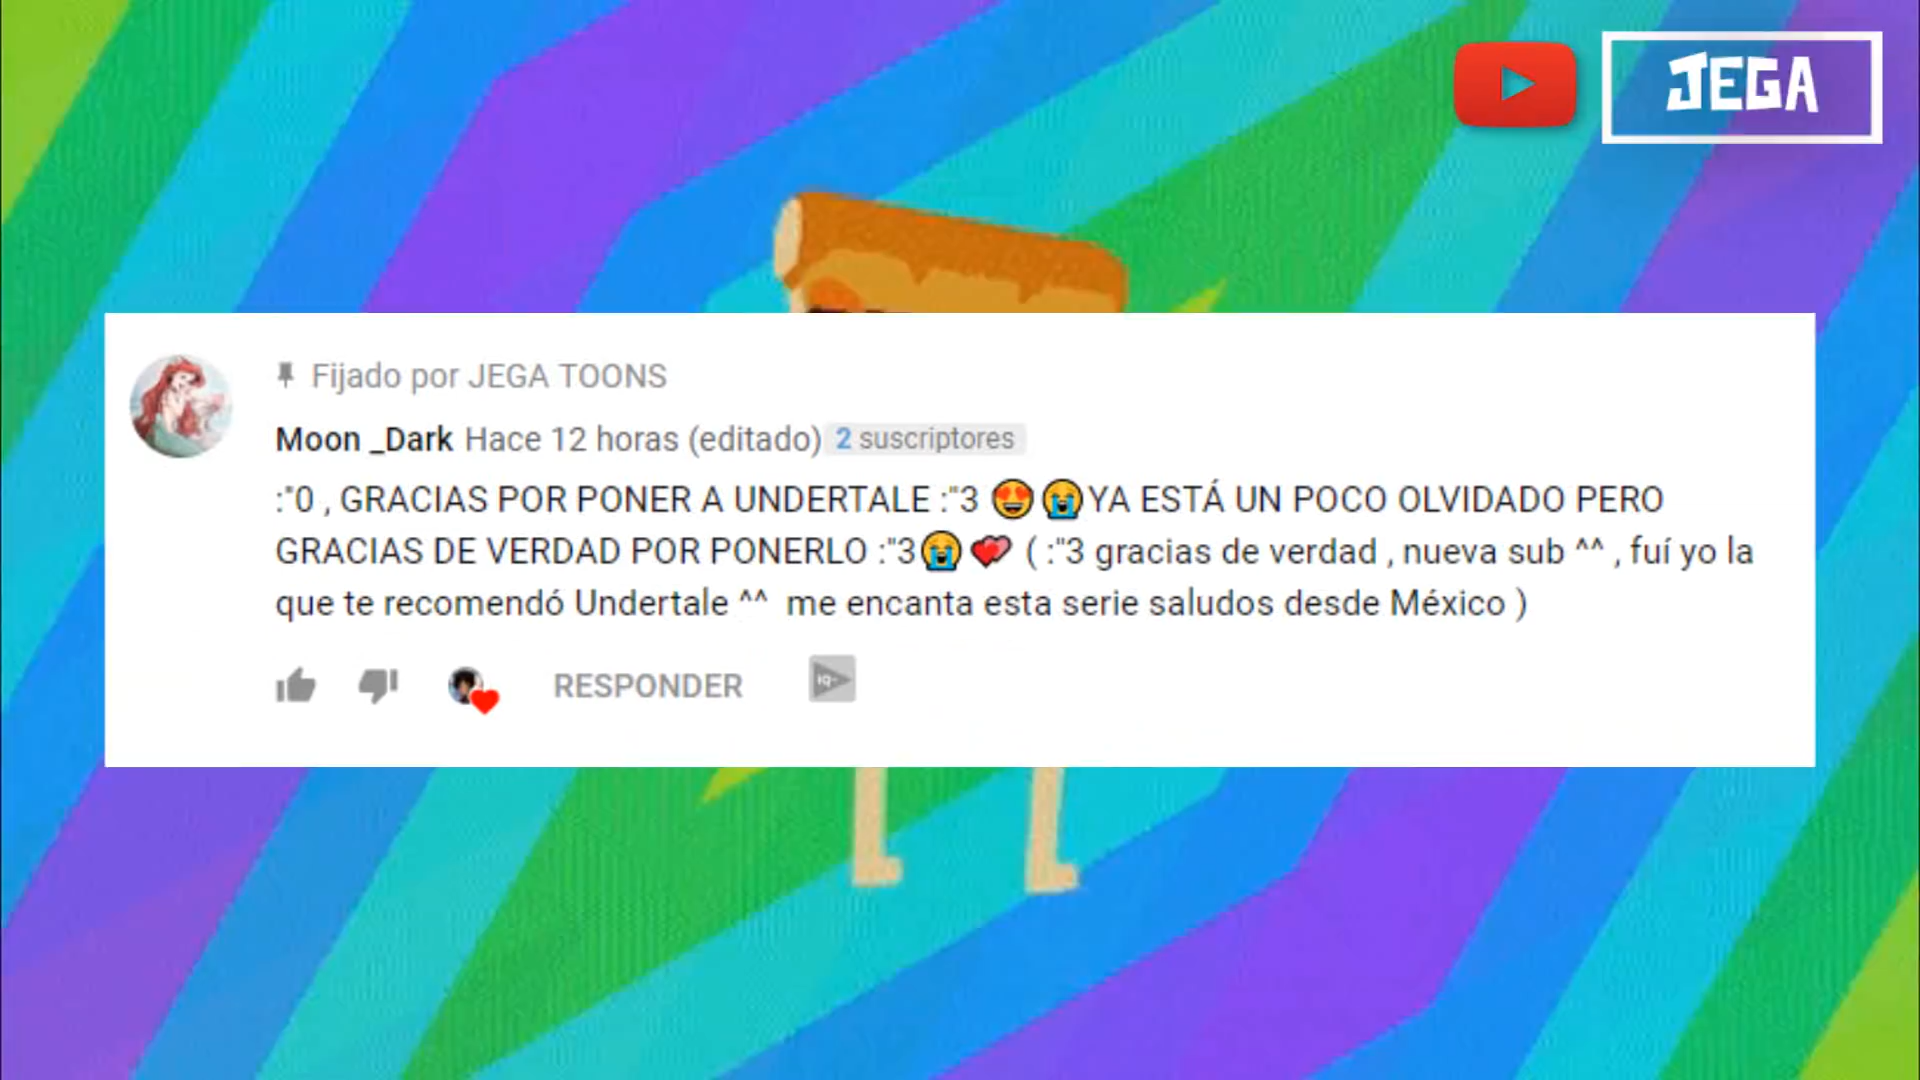 JEGA
Fijado por JEGA TOONS
Moon _Dark Hace 12 horas (editado) 2 suscriptores
:"0 , GRACIAS POR PONER A UNDERTALE :"3 😍😭YA ESTÁ UN POCO OLVIDADO PERO
GRACIAS DE VERDAD POR PONERLO :"3😭💕 ( :"3 gracias de verdad , nueva sub ^^ , fuí yo la
que te recomendó Undertale ^^  me encanta esta serie saludos desde México )
RESPONDER
IQ